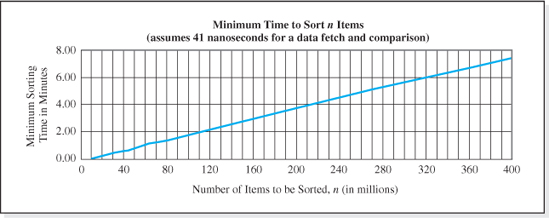 Minimum Time to Sort n Items
(assumes 41 nanoseconds for a data fetch and comparison)
Minimum Sorting
Time in Minutes
8.00
6.00
4.00
2.00
0.00
0 40 80 120 160 200 240 280 320 360 400
Number of Items to be Sorted, n (in millions)